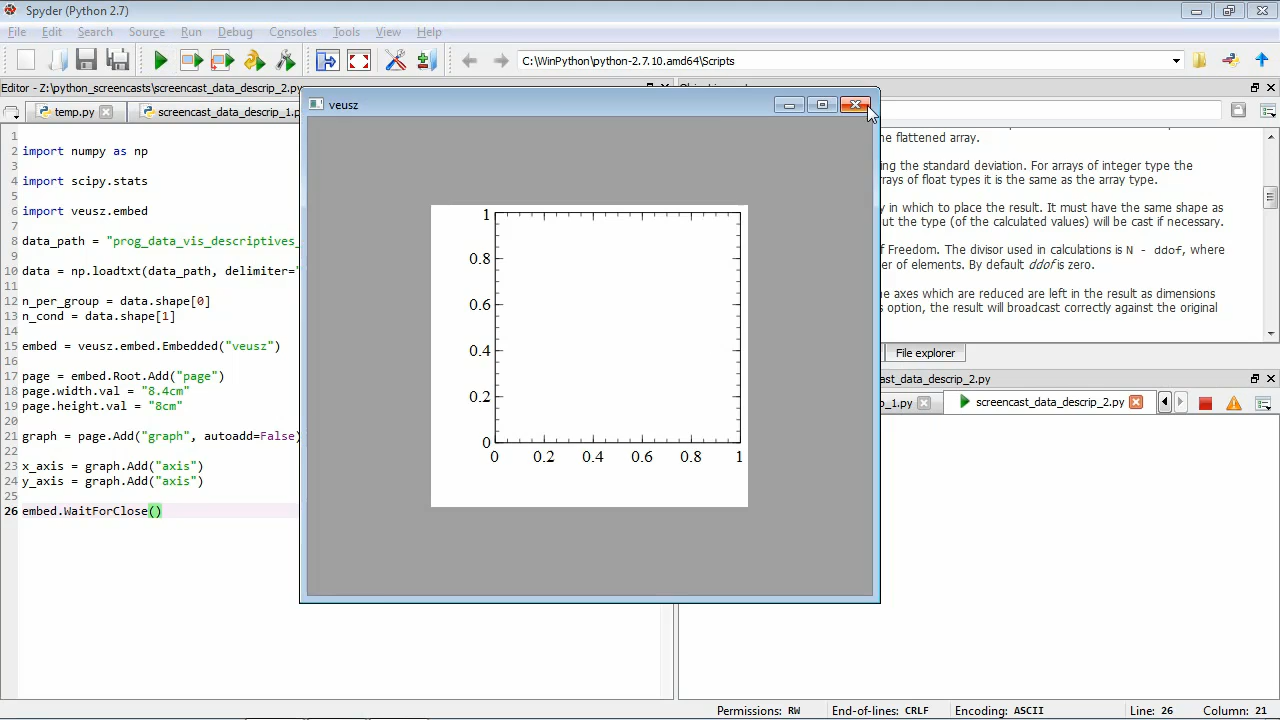 Spyder (Python 2.7)
File Edit Search Source Run Debug Consoles Tools View Help
C:\WinPython\python-2.7.10.amd64\Scripts
Editor - Z:\python_screencasts\screencast_data_descrip_2.py
temp.py
screencast_data_descrip_1.p
1
2 import numpy as np
3
4 import scipy.stats
5
6 import veusz.embed
7
8 data_path = "prog_data_vis_descriptives_
9
10 data = np.loadtxt(data_path, delimiter="
11
12 n_per_group = data.shape[0]
13 n_cond = data.shape[1]
14
15 embed = veusz.embed.Embedded("veusz")
16
17 page = embed.Root.Add("page")
18 page.width.val = "8.4cm"
19 page.height.val = "8cm"
20
21 graph = page.Add("graph", autoadd=False)
22
23 x_axis = graph.Add("axis")
24 y_axis = graph.Add("axis")
25
26 embed.WaitForClose()
veusz
1
0.8
0.6
0.4
0.2
0
0 0.2 0.4 0.6 0.8 1
e flattened array.
ing the standard deviation. For arrays of integer type the
rays of float types it is the same as the array type.
y in which to place the result. It must have the same shape as
ut the type (of the calculated values) will be cast if necessary.
of Freedom. The divisor used in calculations is N - ddof, where
er of elements. By default ddof is zero.
he axes which are reduced are left in the result as dimensions
s option, the result will broadcast correctly against the original
File explorer
ast_data_descrip_2.py
p_1.py
screencast_data_descrip_2.py
Permissions: RW End-of-lines: CRLF Encoding: ASCII Line: 26 Column: 21